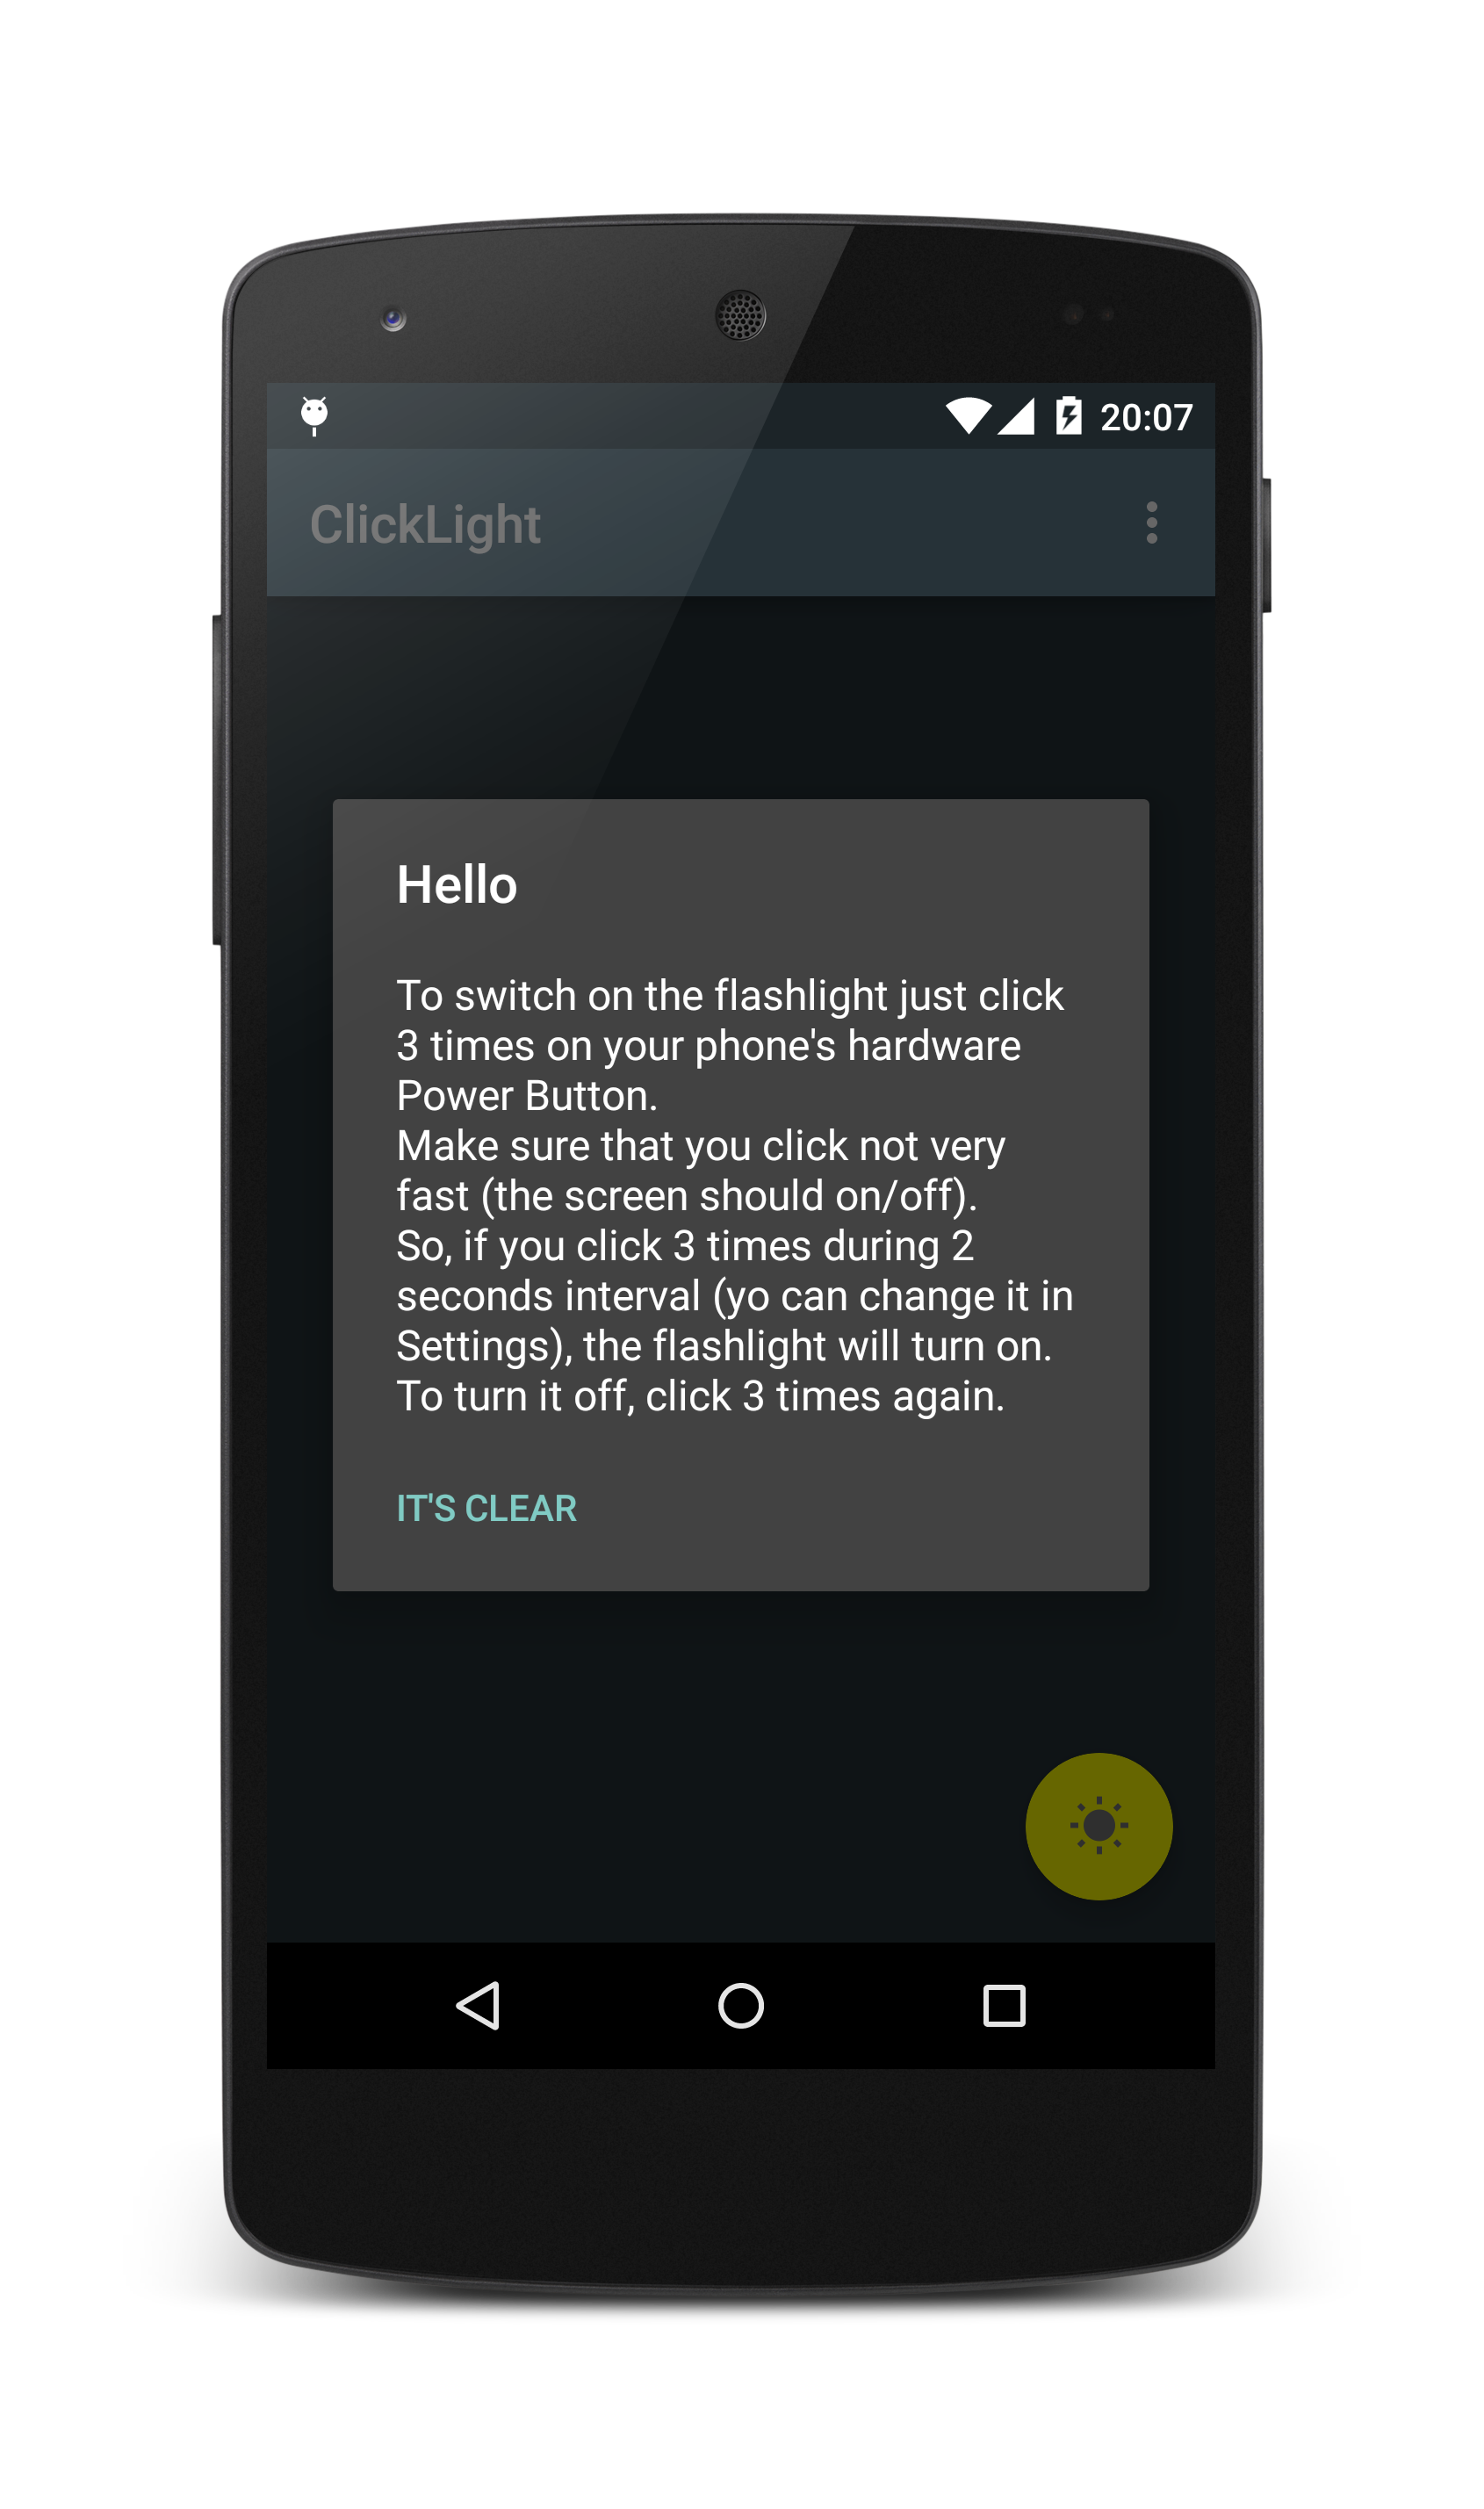 20:07
ClickLight
Hello
To switch on the flashlight just click
3 times on your phone's hardware
Power Button.
Make sure that you click not very
fast (the screen should on/off).
So, if you click 3 times during 2
seconds interval (yo can change it in
Settings), the flashlight will turn on.
To turn it off, click 3 times again.
IT'S CLEAR